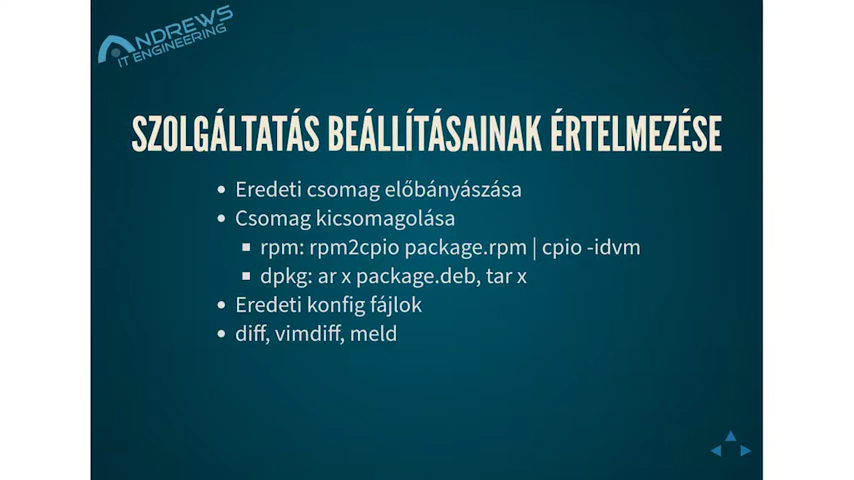 ANDREWS
IT ENGINEERING
SZOLGÁLTATÁS BEÁLLÍTÁSAINAK ÉRTELMEZÉSE
Eredeti csomag előbányászása
Csomag kicsomagolása
rpm: rpm2cpio package.rpm | cpio -idvm
dpkg: ar x package.deb, tar x
Eredeti konfig fájlok
diff, vimdiff, meld